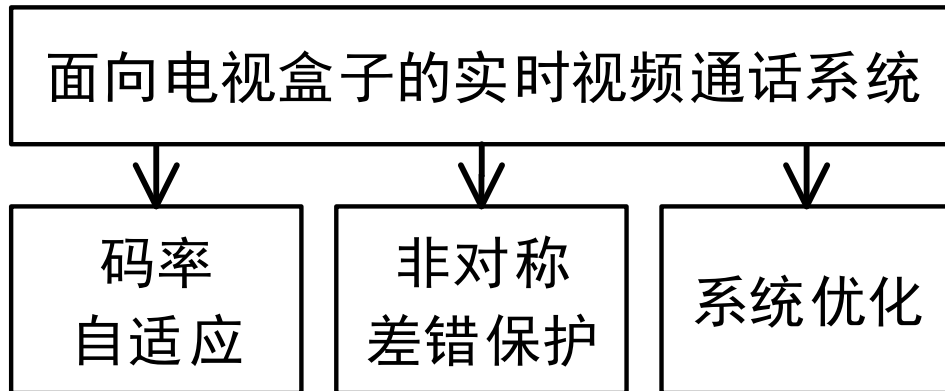 面向电视盒子的实时视频通话系统
码率
自适应
非对称
差错保护
系统优化